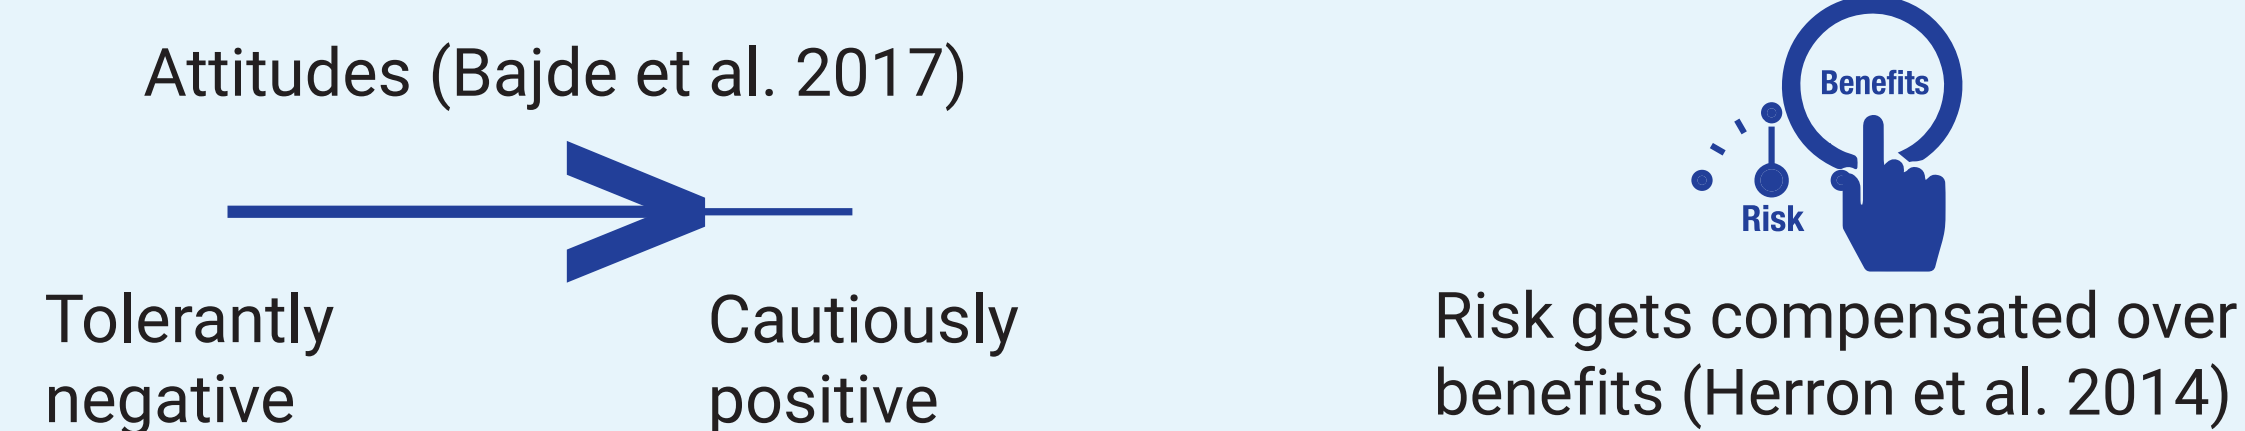 Attitudes (Bajde et al. 2017)
Tolerantly
negative
Cautiously
positive
Benefits
Risk
Risk gets compensated over
benefits (Herron et al. 2014)